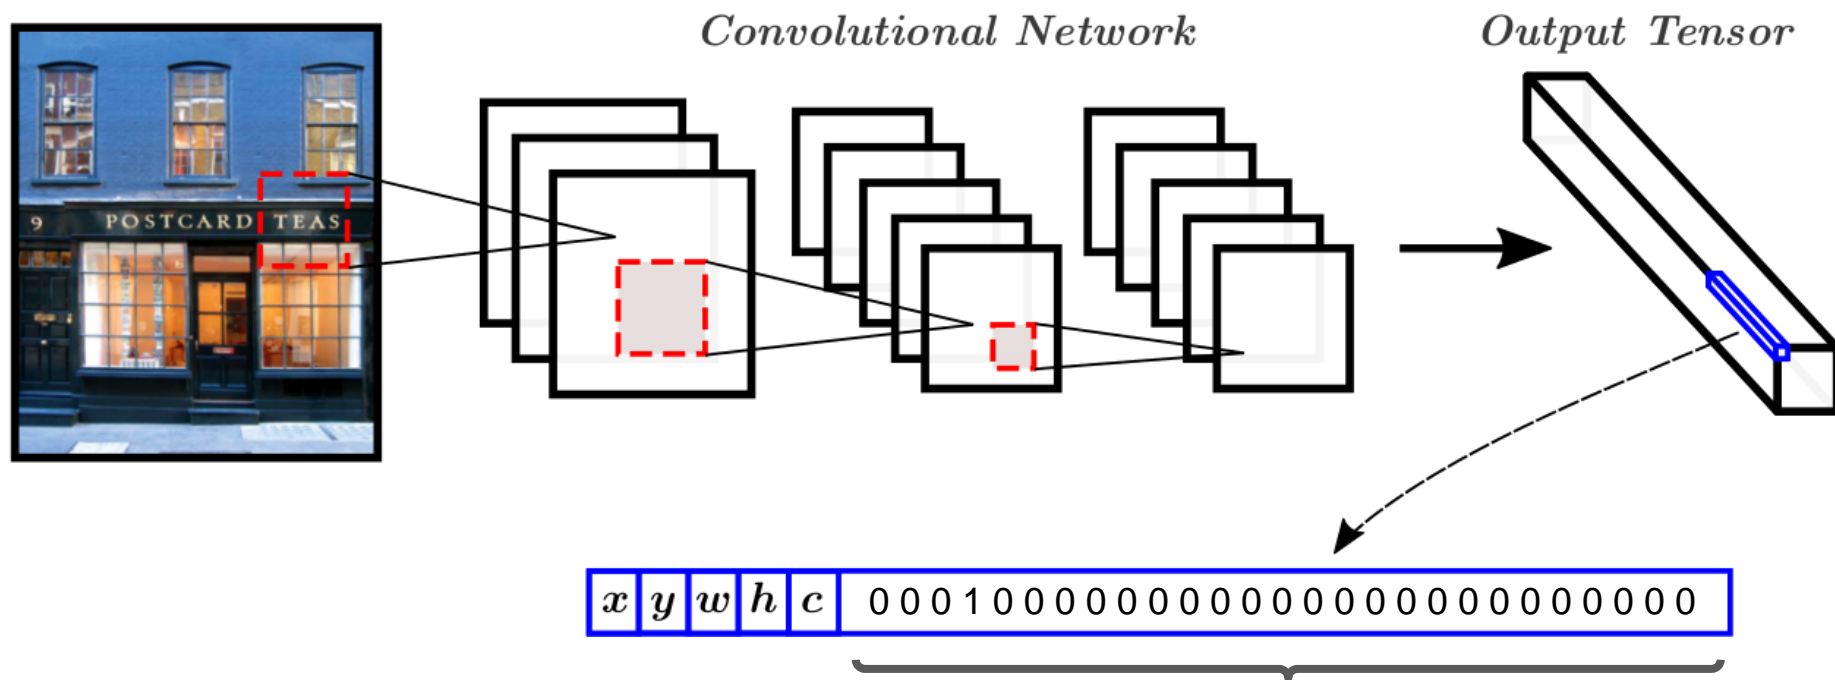 Convolutional Network
Output Tensor
9 POSTCARD TEAS
x y w h c 0 0 0 1 0 0 0 0 0 0 0 0 0 0 0 0 0 0 0 0 0 0 0 0 0 0 0